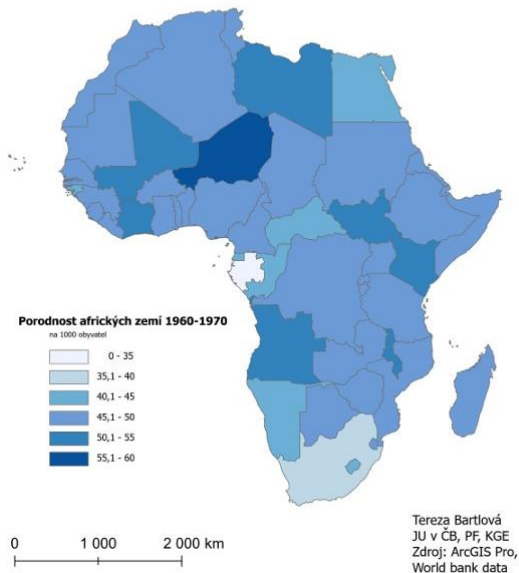 Porodnost afrických zemí 1960-1970
na 1000 obyvatel
0 - 35
35,1 - 40
40,1 - 45
45,1 - 50
50,1 - 55
55,1 - 60
0 1 000 2 000 km
Tereza Bartlová
JU v ČB, PF, KGE
Zdroj: ArcGIS Pro,
World bank data